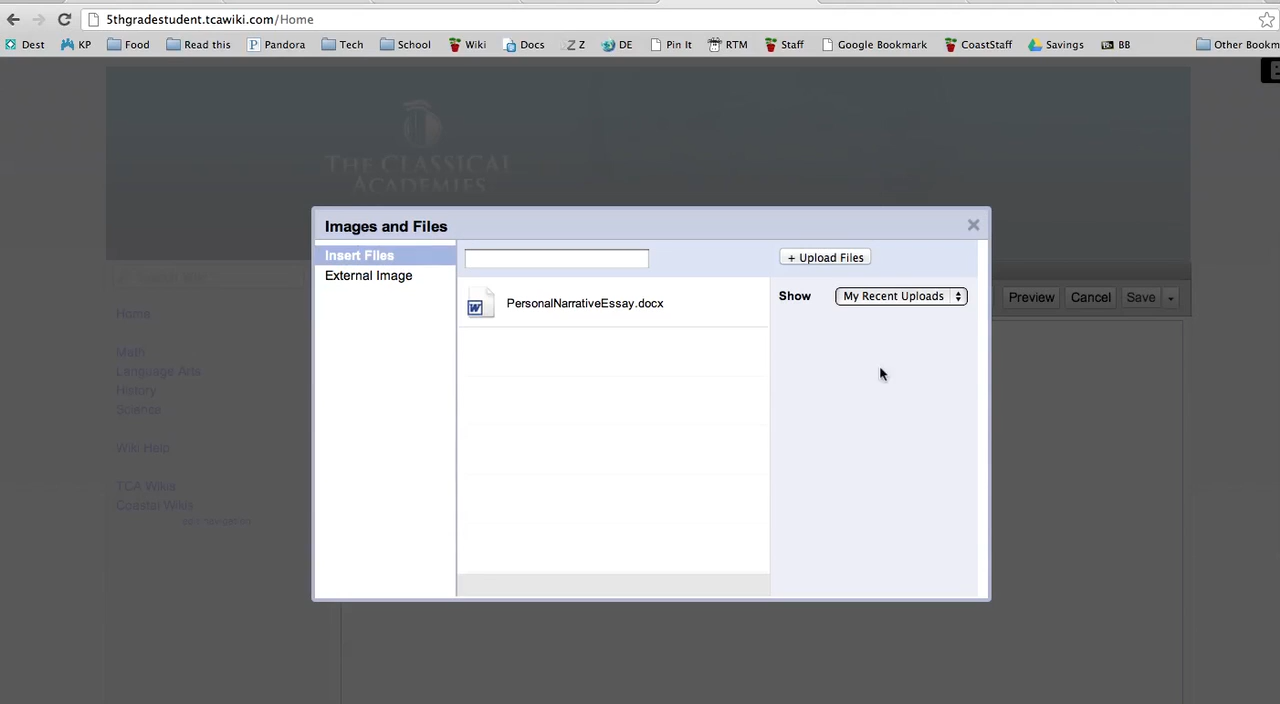 5thgradestudent.tcawiki.com/Home
Dest KP Food Read this Pandora Tech School Wiki Docs Z DE Pin It RTM Staff Google Bookmark CoastStaff Savings BB Other Bookm
THE CLASSICAL
ACADEMIES
Images and Files
Insert Files
External Image
+ Upload Files
PersonalNarrativeEssay.docx
Show My Recent Uploads
Preview Cancel Save
Home
Math
Language Arts
History
Science
Wiki Help
TCA Wikis
Coastal Wikis